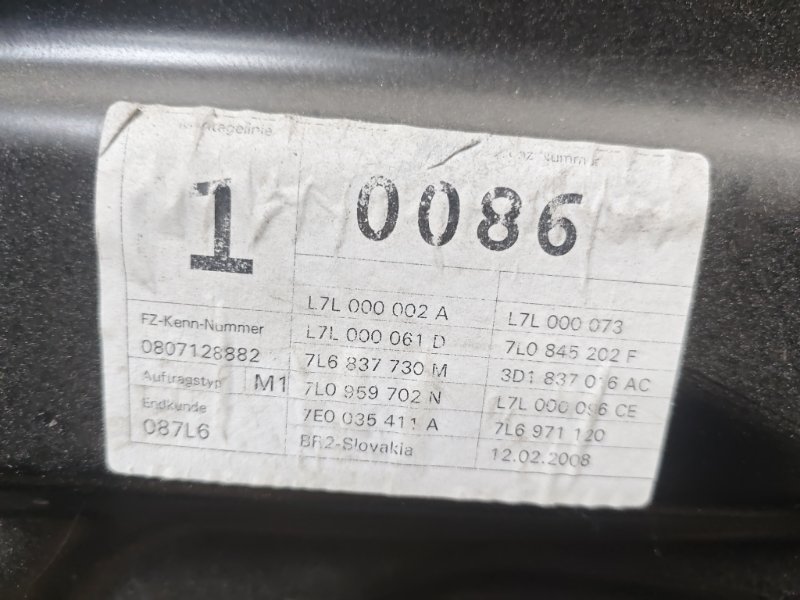 Montagelinie
1
0086
L7L 000 002 A
L7L 000 073
FZ-Kenn-Nummer
L7L 000 061 D
7L0 845 202 F
0807128882
7L6 837 730 M
3D1 837 016 AC
Auftragstyp M1
7L0 959 702 N
L7L 000 096 CE
Endkunde
7E0 035 411 A
7L6 971 120
087L6
BR2-Slovakia
12.02.2008